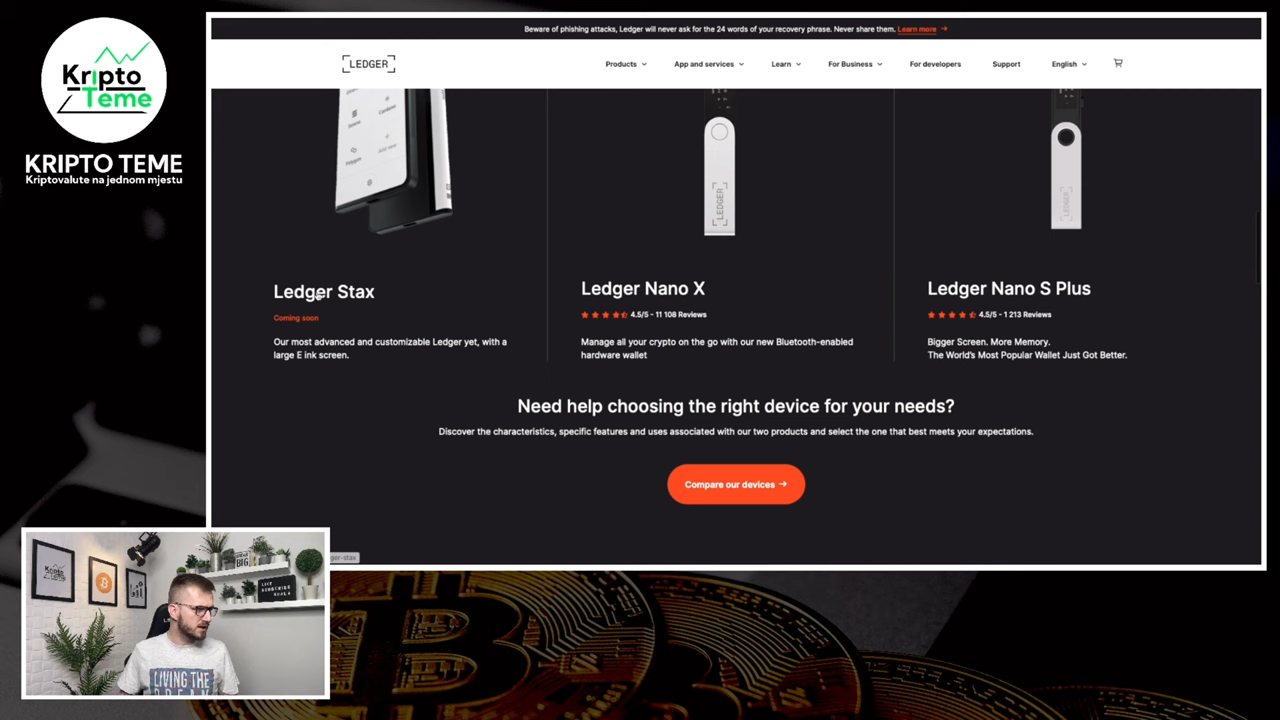 Kripto
Teme
KRIPTO TEME
Kriptovalute na jednom mjestu
Beware of phishing attacks, Ledger will never ask for the 24 words of your recovery phrase. Never share them. Learn more →
LEDGER
Products
App and services
Learn
For Business
For developers
Support
English
LEDGER
LEDGER
Ledger Stax
Coming soon
Our most advanced and customizable Ledger yet, with a
large E ink screen.
Ledger Nano X
4.5/5 - 11 108 Reviews
Manage all your crypto on the go with our new Bluetooth-enabled
hardware wallet
Ledger Nano S Plus
4.5/5 - 1 213 Reviews
Bigger Screen. More Memory.
The World's Most Popular Wallet Just Got Better.
Need help choosing the right device for your needs?
Discover the characteristics, specific features and uses associated with our two products and select the one that best meets your expectations.
Compare our devices →
ger-stax
LIVING THE